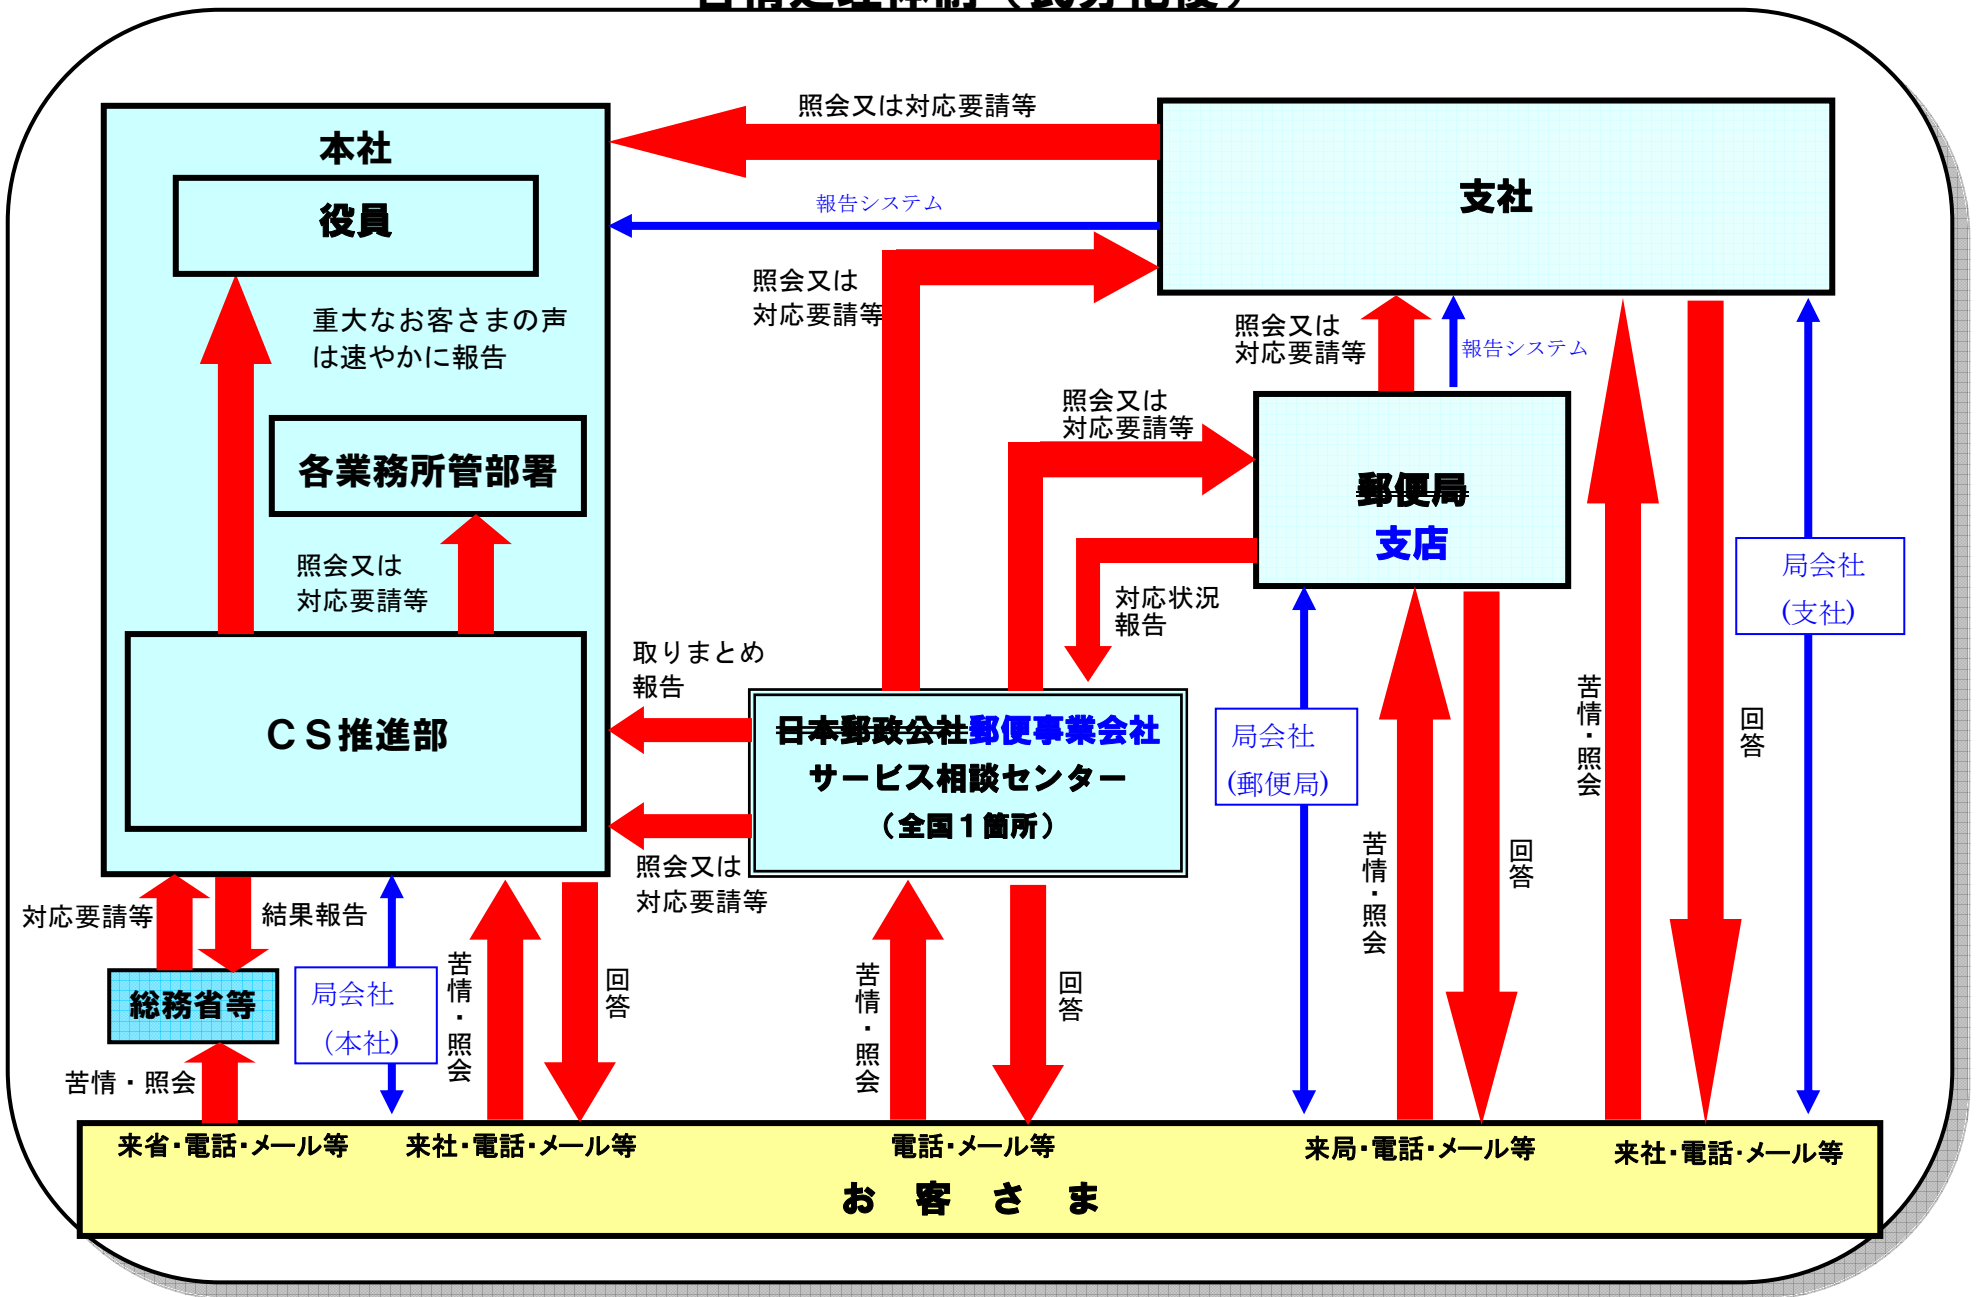 苦情処理体制（民分化後）
照会又は対応要請等
本社
支社
役員
報告システム
照会又は
対応要請等
重大なお客さまの声
は速やかに報告
照会又は
対応要請等
報告システム
照会又は
対応要請等
各業務所管部署
郵便局
支店
照会又は
対応要請等
局会社
(支社)
対応状況
報告
取りまとめ
報告
ＣＳ推進部
日本郵政公社郵便事業会社
サービス相談センター
（全国１箇所）
局会社
(郵便局)
苦情・照会
回答
苦情・照会
回答
照会又は
対応要請等
対応要請等
結果報告
総務省等
局会社
（本社)
苦情・照会
回答
苦情・照会
回答
苦情・照会
来省・電話・メール等
来社・電話・メール等
電話・メール等
来局・電話・メール等
来社・電話・メール等
お 客 さ ま